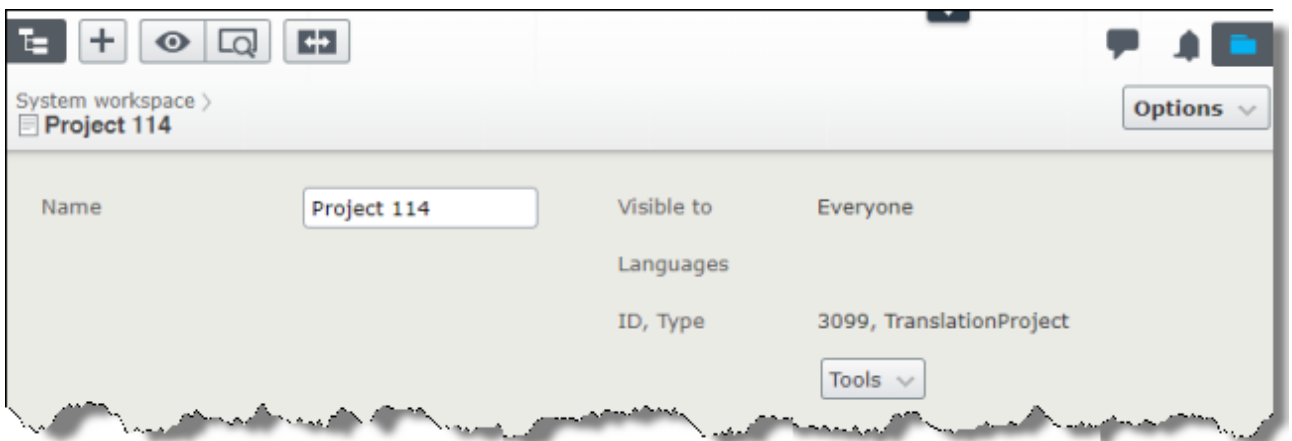 System workspace
Project 114
Options
Name
Project 114
Visible to
Everyone
Languages
ID, Type
3099, TranslationProject
Tools